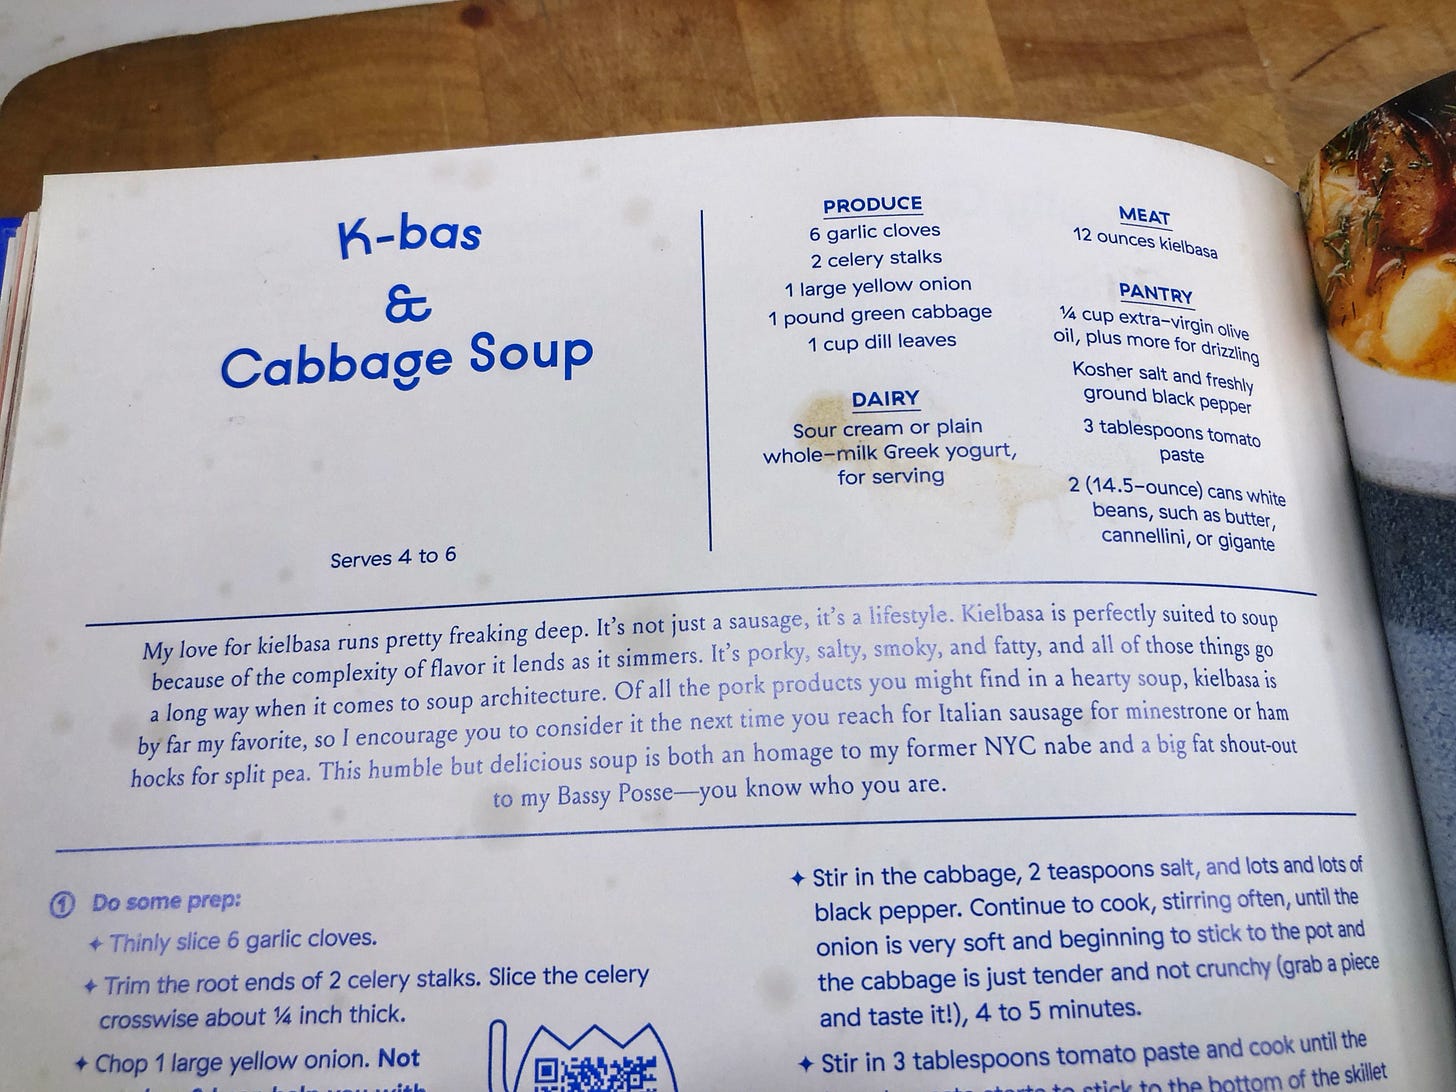 K-bas
&
Cabbage Soup
Serves 4 to 6
PRODUCE
6 garlic cloves
2 celery stalks
1 large yellow onion
1 pound green cabbage
1 cup dill leaves
DAIRY
Sour cream or plain
whole-milk Greek yogurt,
for serving
MEAT
12 ounces kielbasa
PANTRY
¼ cup extra-virgin olive
oil, plus more for drizzling
Kosher salt and freshly
ground black pepper
3 tablespoons tomato
paste
2 (14.5-ounce) cans white
beans, such as butter,
cannellini, or gigante
My love for kielbasa runs pretty freaking deep. It's not just a sausage, it's a lifestyle. Kielbasa is perfectly suited to soup
because of the complexity of flavor it lends as it simmers. It's porky, salty, smoky, and fatty, and all of those things go
a long way when it comes to soup architecture. Of all the pork products you might find in a hearty soup, kielbasa is
by far my favorite, so I encourage you to consider it the next time you reach for Italian sausage for minestrone or ham
hocks for split pea. This humble but delicious soup is both an homage to my former NYC nabe and a big fat shout-out
to my Bassy Posse—you know who you are.
1 Do some prep:
✦ Thinly slice 6 garlic cloves.
✦ Trim the root ends of 2 celery stalks. Slice the celery
crosswise about ¼ inch thick.
✦ Chop 1 large yellow onion. Not
✦ Stir in the cabbage, 2 teaspoons salt, and lots and lots of
black pepper. Continue to cook, stirring often, until the
onion is very soft and beginning to stick to the pot and
the cabbage is just tender and not crunchy (grab a piece
and taste it!), 4 to 5 minutes.
✦ Stir in 3 tablespoons tomato paste and cook until the
to stick to the bottom of the skillet